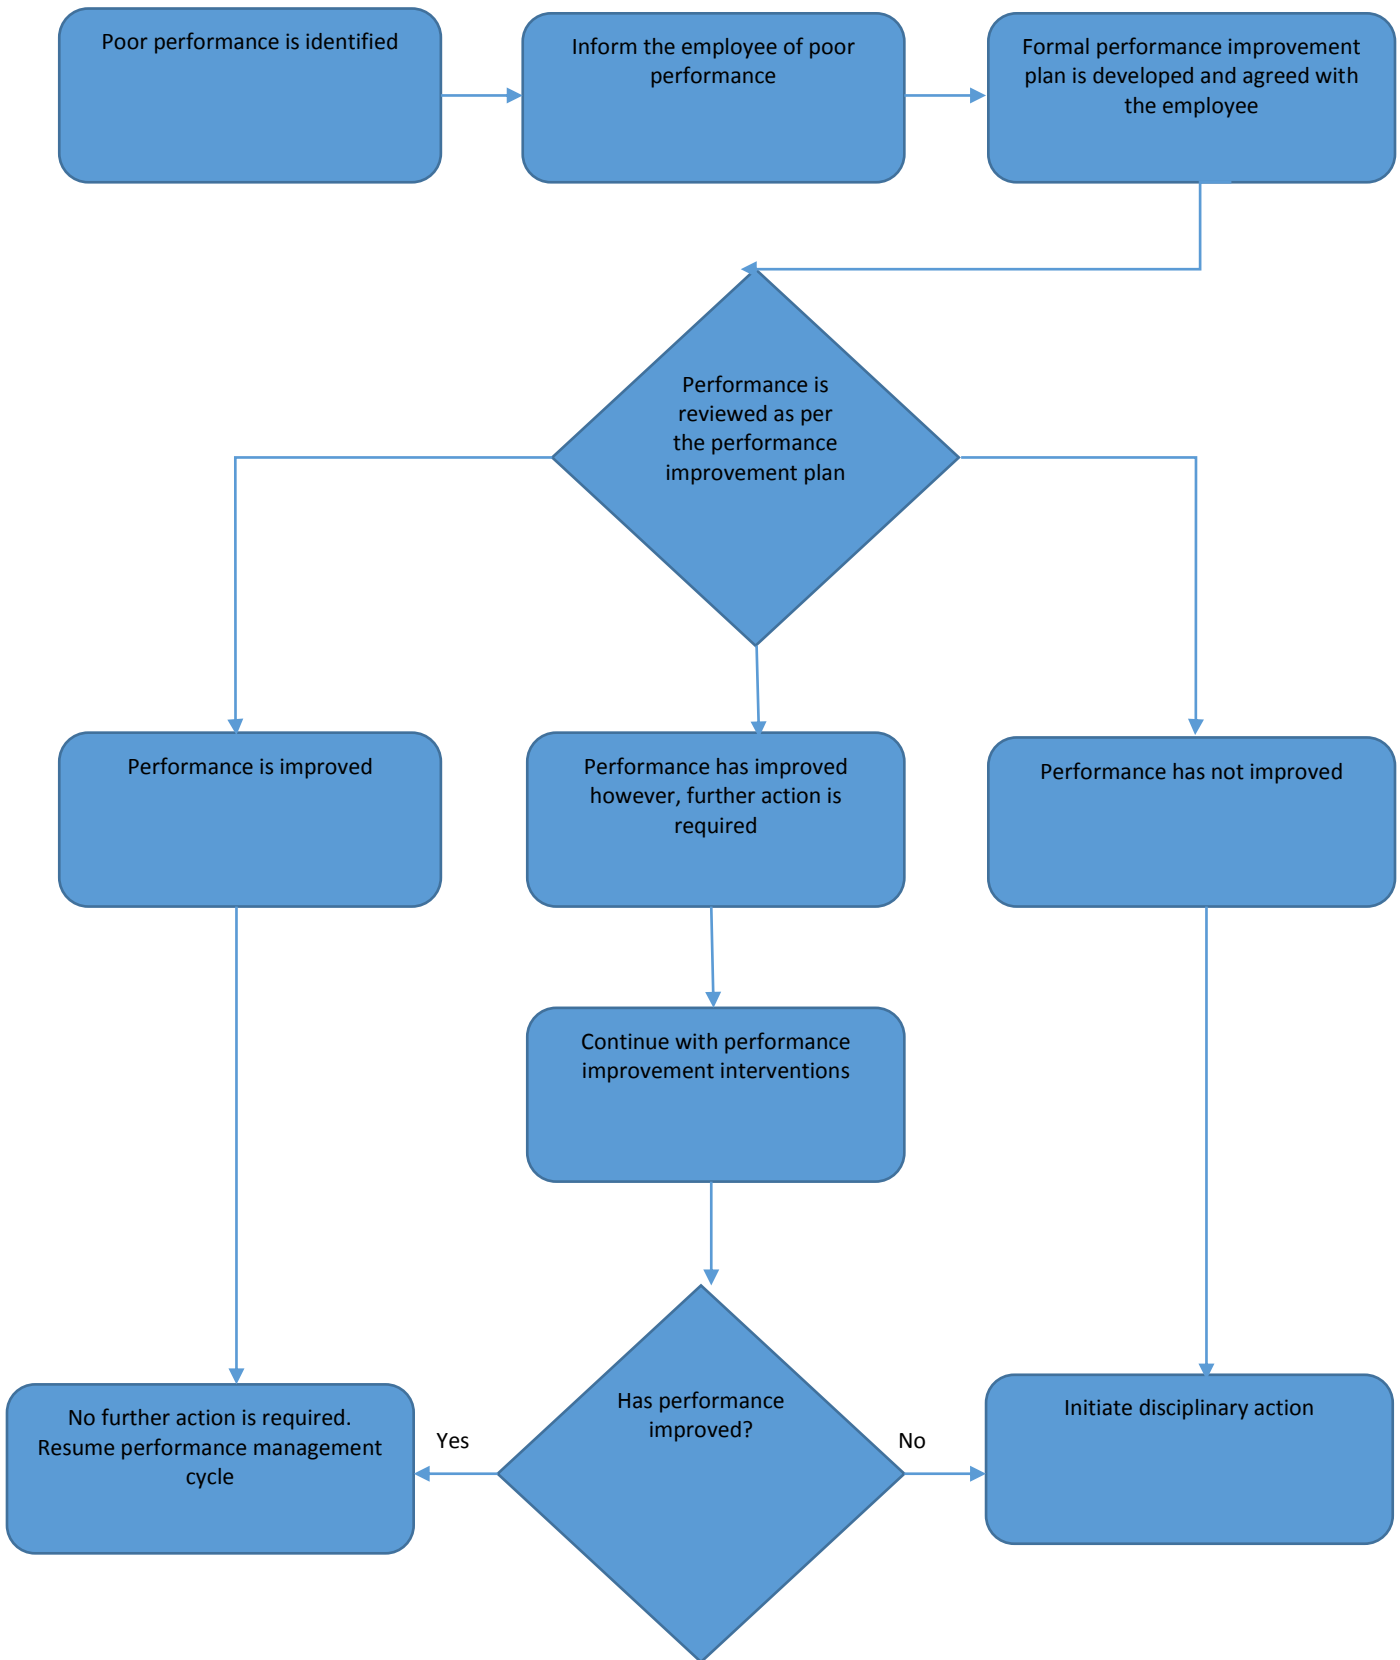 Poor performance is identified
Inform the employee of poor
performance
Formal performance improvement
plan is developed and agreed with
the employee
Performance is
reviewed as per
the performance
improvement plan
Performance is improved
Performance has improved
however, further action is
required
Performance has not improved
Continue with performance
improvement interventions
No further action is required.
Resume performance management
cycle
Yes
Has performance
improved?
No
Initiate disciplinary action